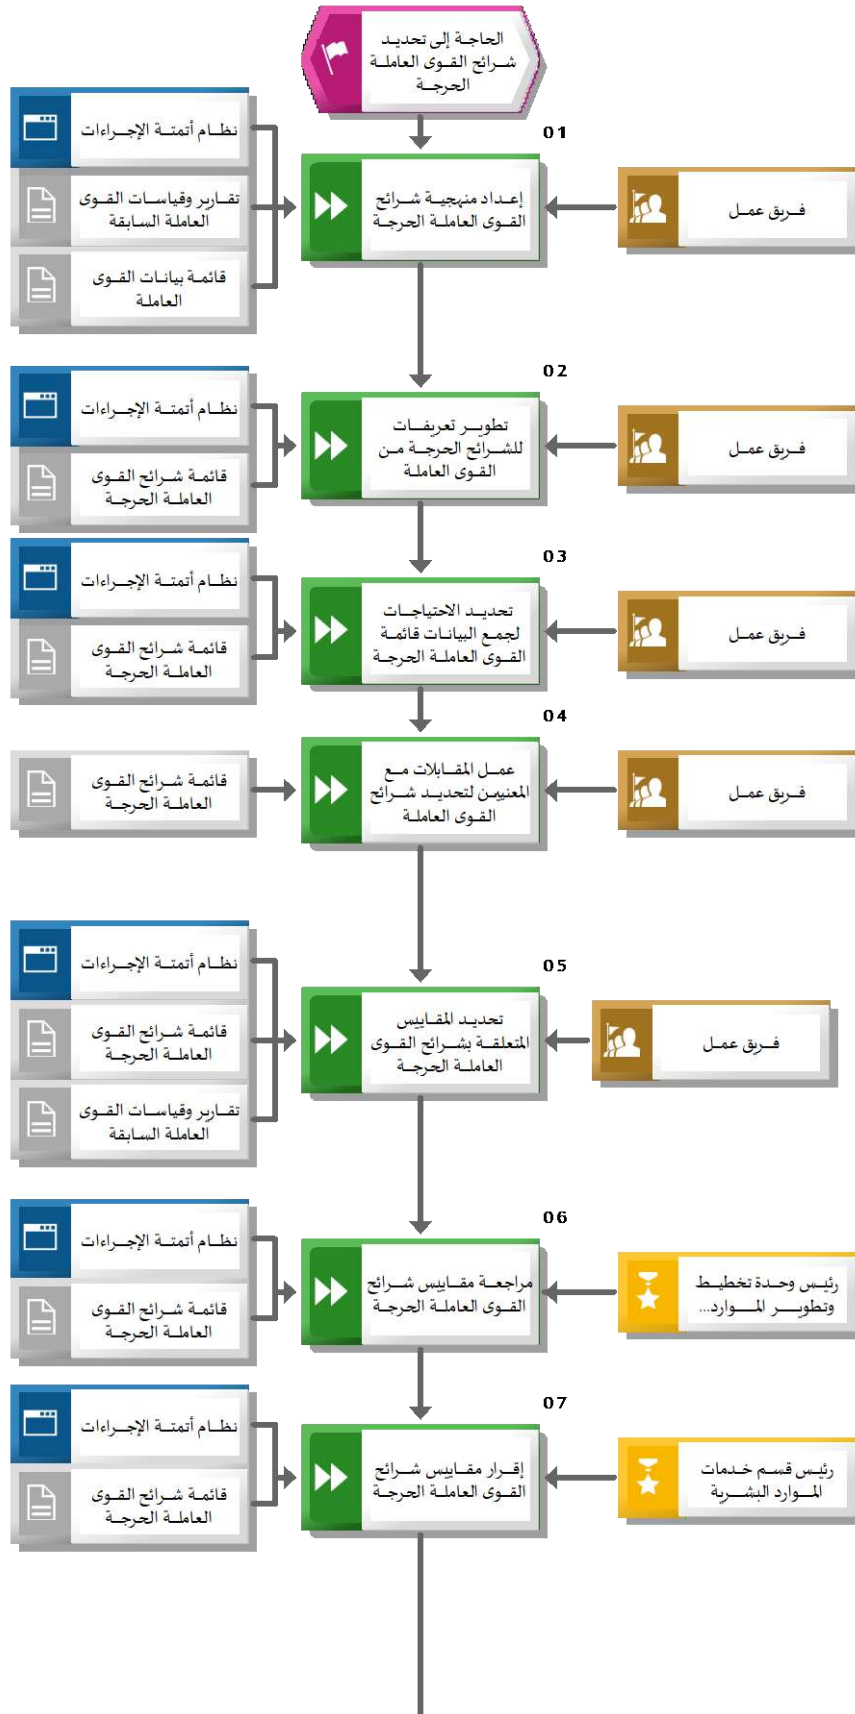 الحاجة إلى تحديد
شرائح القوى العاملة
الحرجة
01
فريق عمل
إعداد منهجية شرائح
القوى العاملة الحرجة
نظام أتمتة الإجراءات
تقارير وقياسات القوى
العاملة السابقة
قائمة بيانات القوى
العاملة
02
فريق عمل
تطوير تعريفات
للشرائح الحرجة من
القوى العاملة
نظام أتمتة الإجراءات
قائمة شرائح القوى
العاملة الحرجة
03
فريق عمل
تحديد الاحتياجات
لجمع البيانات قائمة
القوى العاملة الحرجة
نظام أتمتة الإجراءات
قائمة شرائح القوى
العاملة الحرجة
04
فريق عمل
عمل المقابلات مع
المعنيين لتحديد شرائح
القوى العاملة
قائمة شرائح القوى
العاملة الحرجة
05
فريق عمل
تحديد المقاييس
المتعلقة بشرائح القوى
العاملة الحرجة
نظام أتمتة الإجراءات
قائمة شرائح القوى
العاملة الحرجة
تقارير وقياسات القوى
العاملة السابقة
06
رئيس وحدة تخطيط
وتطوير الموارد...
مراجعة مقاييس شرائح
القوى العاملة الحرجة
نظام أتمتة الإجراءات
قائمة شرائح القوى
العاملة الحرجة
07
رئيس قسم خدمات
الموارد البشرية
إقرار مقاييس شرائح
القوى العاملة الحرجة
نظام أتمتة الإجراءات
قائمة شرائح القوى
العاملة الحرجة